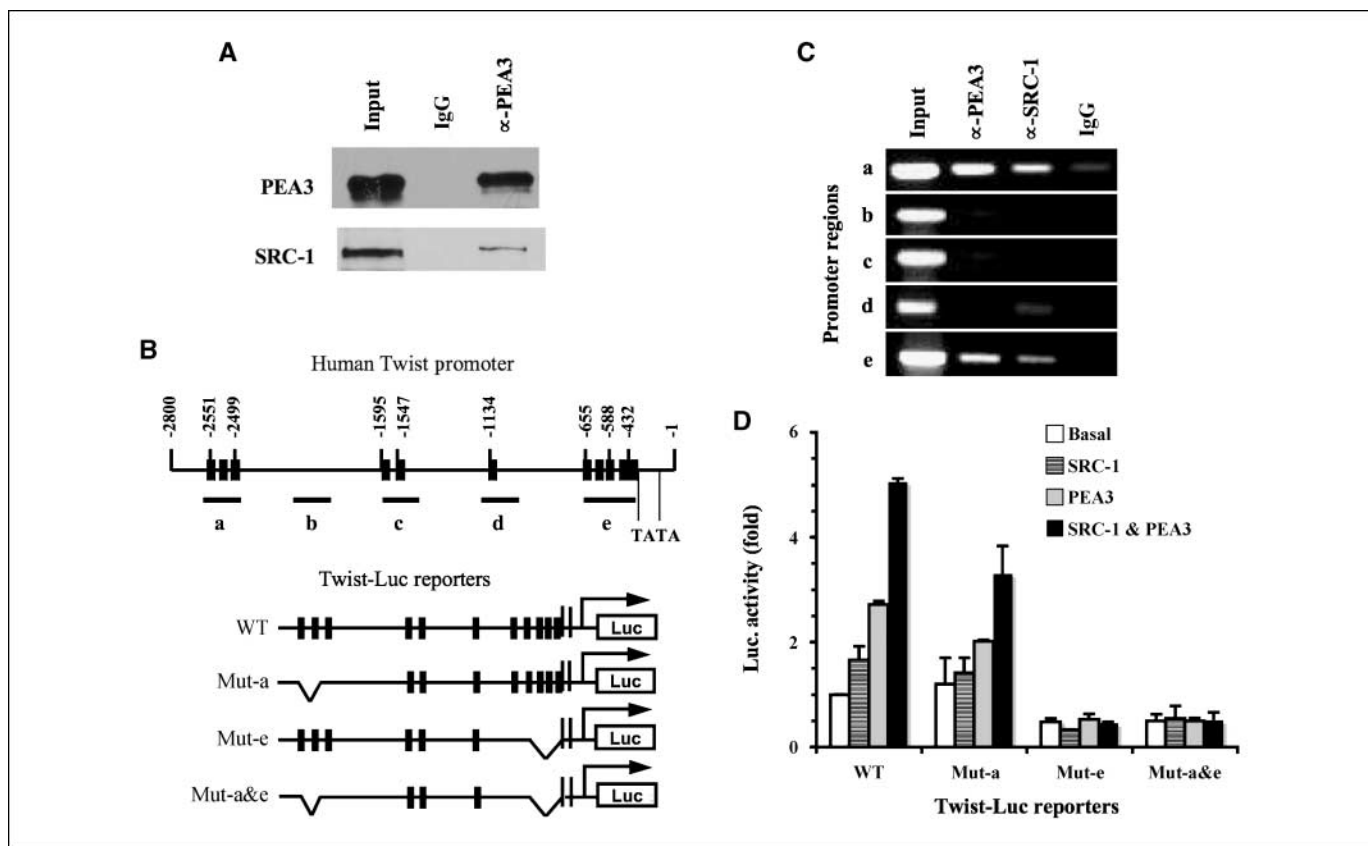 A
Input
IgG
α-PEA3
PEA3
SRC-1
B
Human Twist promoter
-2800
-2551
-2499
-1595
-1547
-1134
-655
-588
-432
-1
a
b
c
d
e
TATA
Twist-Luc reporters
WT
Luc
Mut-a
Luc
Mut-e
Luc
Mut-a&e
Luc
C
Input
α-PEA3
α-SRC-1
IgG
Promoter regions
a
b
c
d
e
D
Luc. activity (fold)
6
4
2
0
Basal
SRC-1
PEA3
SRC-1 & PEA3
WT
Mut-a
Mut-e
Mut-a&e
Twist-Luc reporters